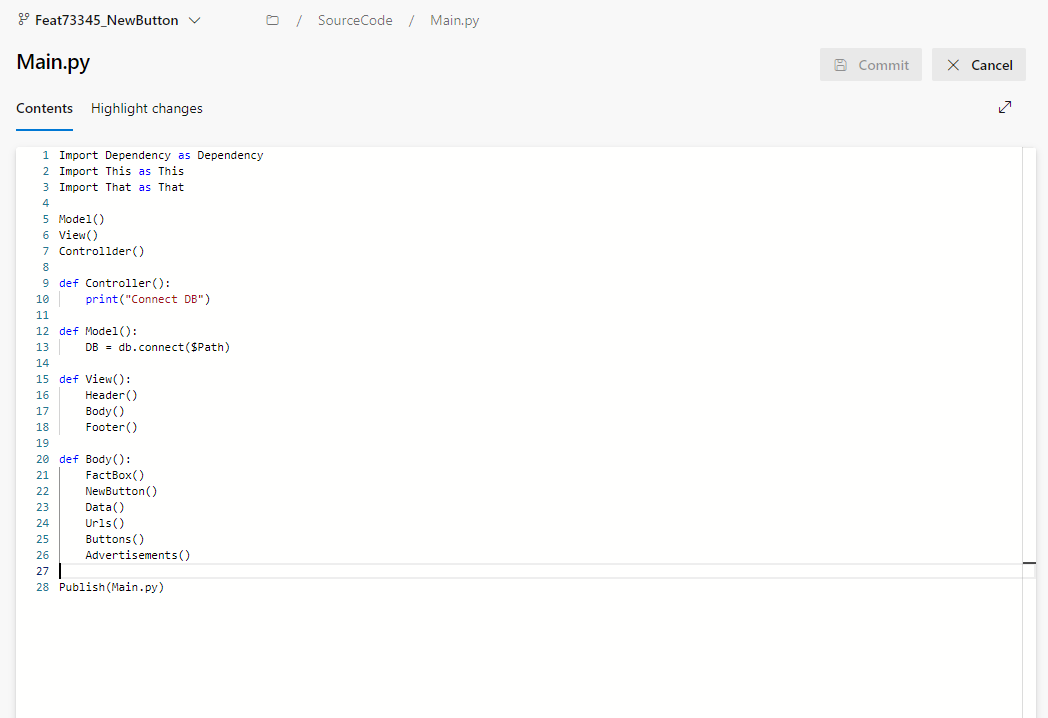 Feat73345_NewButton / SourceCode / Main.py
Main.py
Commit
Cancel
Contents Highlight changes
1 Import Dependency as Dependency
2 Import This as This
3 Import That as That
4
5 Model()
6 View()
7 Controllder()
8
9 def Controller():
10 print("Connect DB")
11
12 def Model():
13 DB = db.connect($Path)
14
15 def View():
16 Header()
17 Body()
18 Footer()
19
20 def Body():
21 FactBox()
22 NewButton()
23 Data()
24 Urls()
25 Buttons()
26 Advertisements()
27
28 Publish(Main.py)